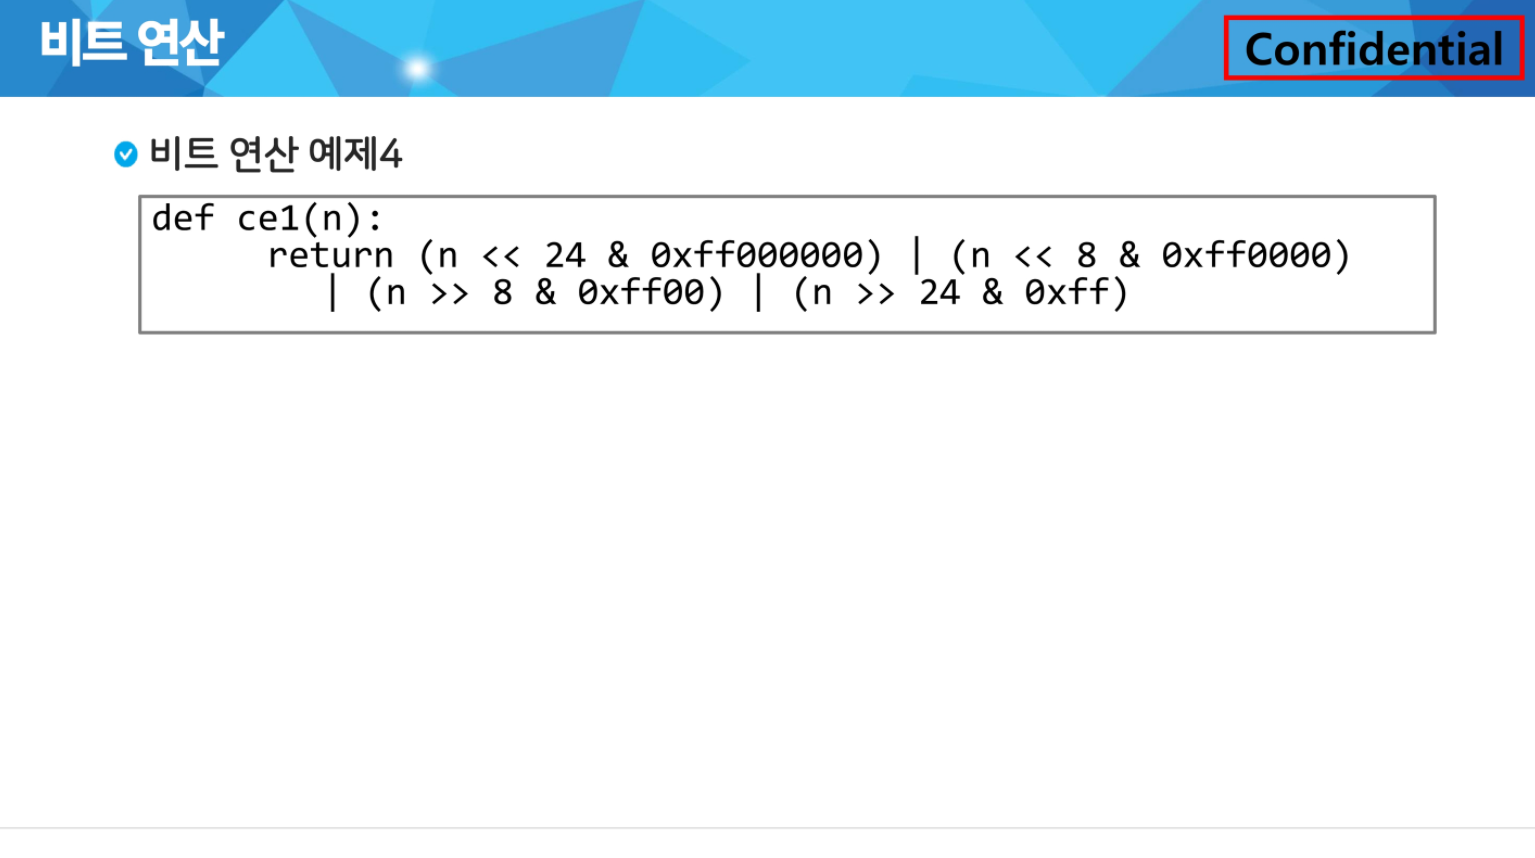 비트 연산
Confidential
비트 연산 예제4
def ce1(n):
return (n << 24 & 0xff000000) | (n << 8 & 0xff0000)
| (n >> 8 & 0xff00) | (n >> 24 & 0xff)